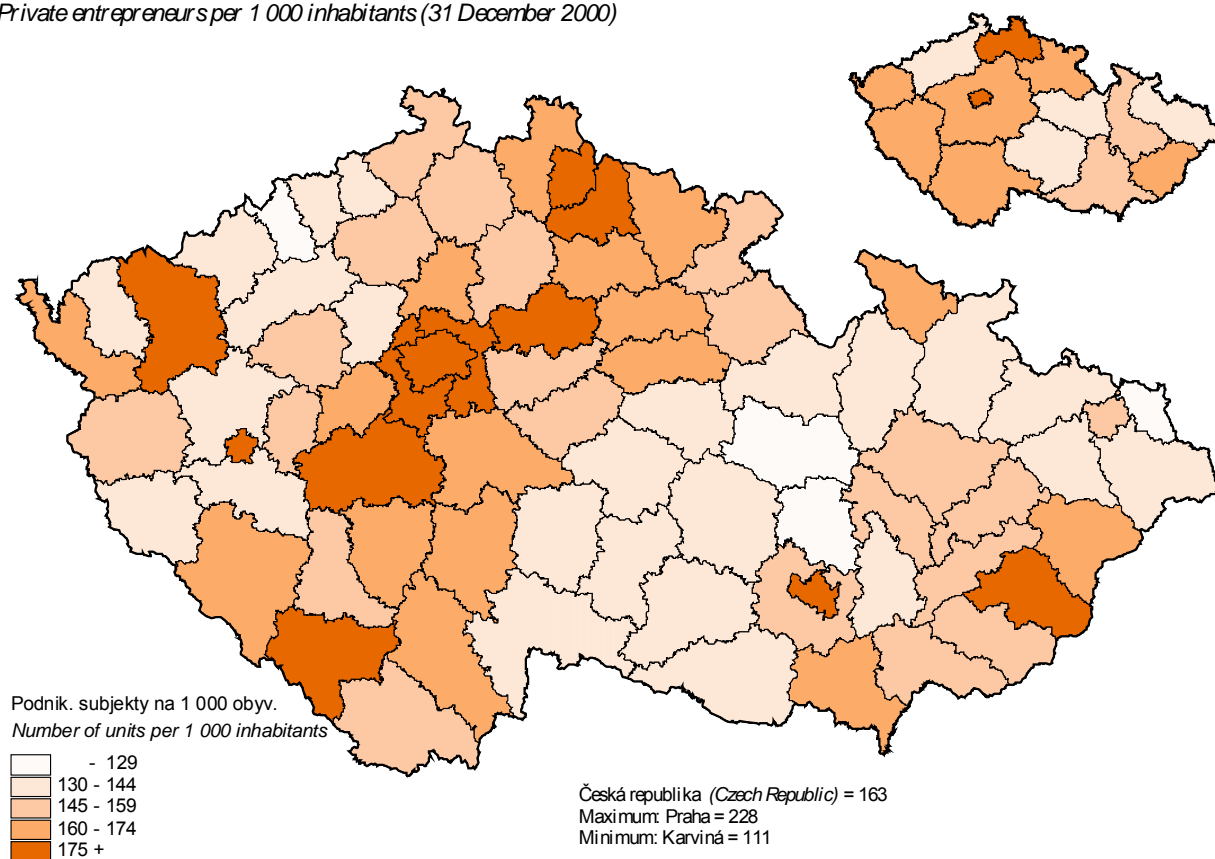 Private entrepreneurs per 1 000 inhabitants (31 December 2000)
Podnik. subjekty na 1 000 obyv.
Number of units per 1 000 inhabitants
- 129
130 - 144
145 - 159
160 - 174
175 +
Česká republika (Czech Republic) = 163
Maximum: Praha = 228
Minimum: Karviná = 111